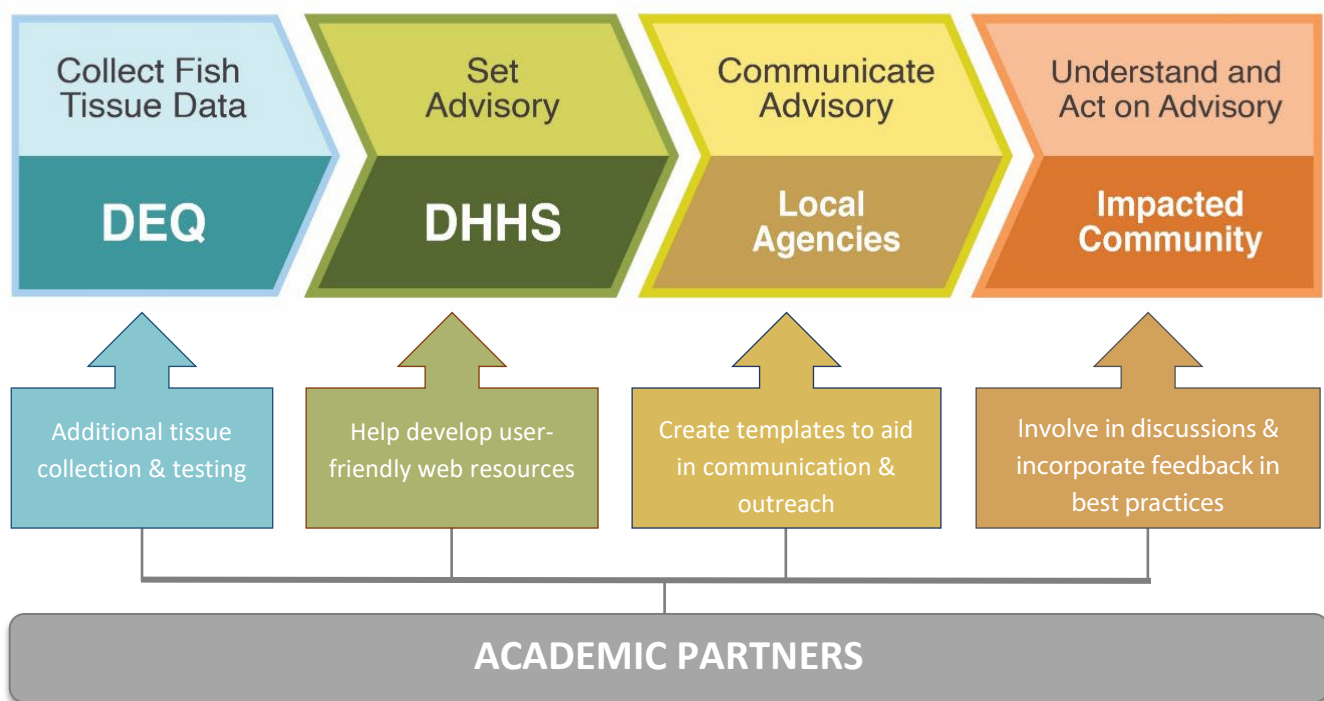 Collect Fish
Tissue Data
DEQ
Set
Advisory
DHHS
Communicate
Advisory
Local
Agencies
Understand and
Act on Advisory
Impacted
Community
Additional tissue
collection & testing
Help develop user-
friendly web resources
Create templates to aid
in communication &
outreach
Involve in discussions &
incorporate feedback in
best practices
ACADEMIC PARTNERS